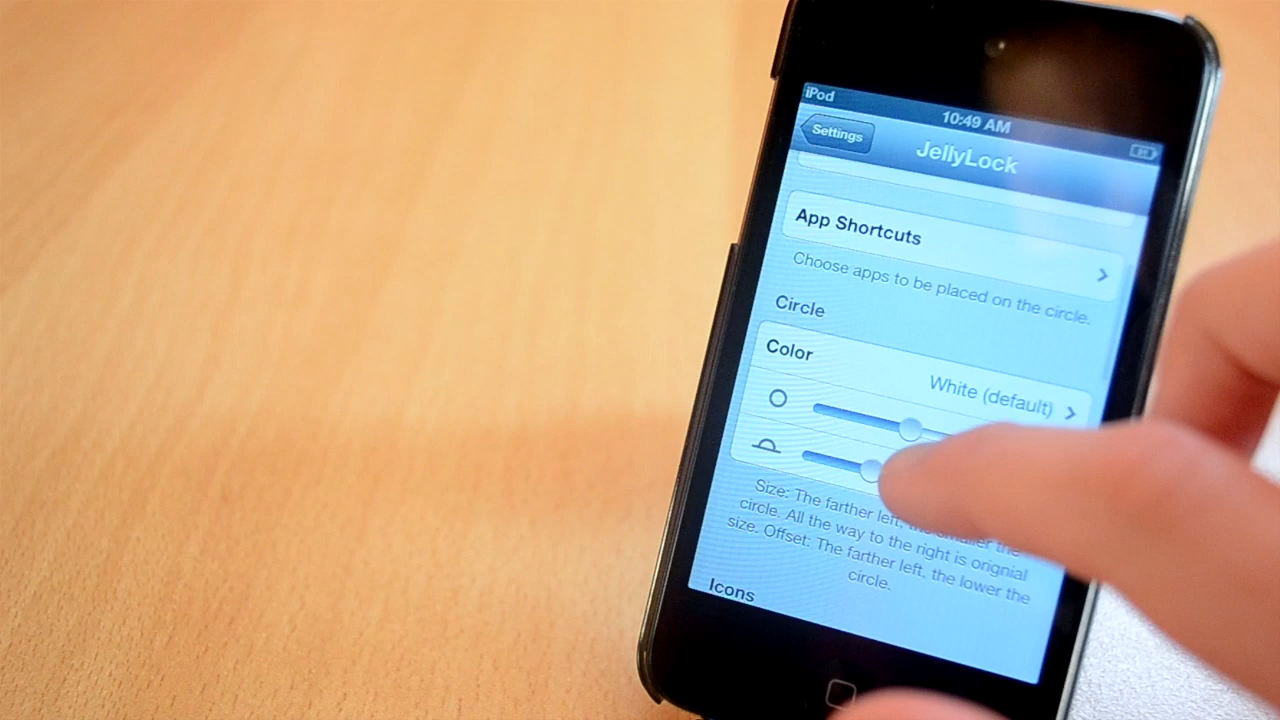 iPod
10:49 AM
91
Settings
JellyLock
App Shortcuts
Choose apps to be placed on the circle.
Circle
Color
White (default)
Size: The farther left, the smaller the
circle. All the way to the right is orignial
size. Offset: The farther left, the lower the
circle.
Icons